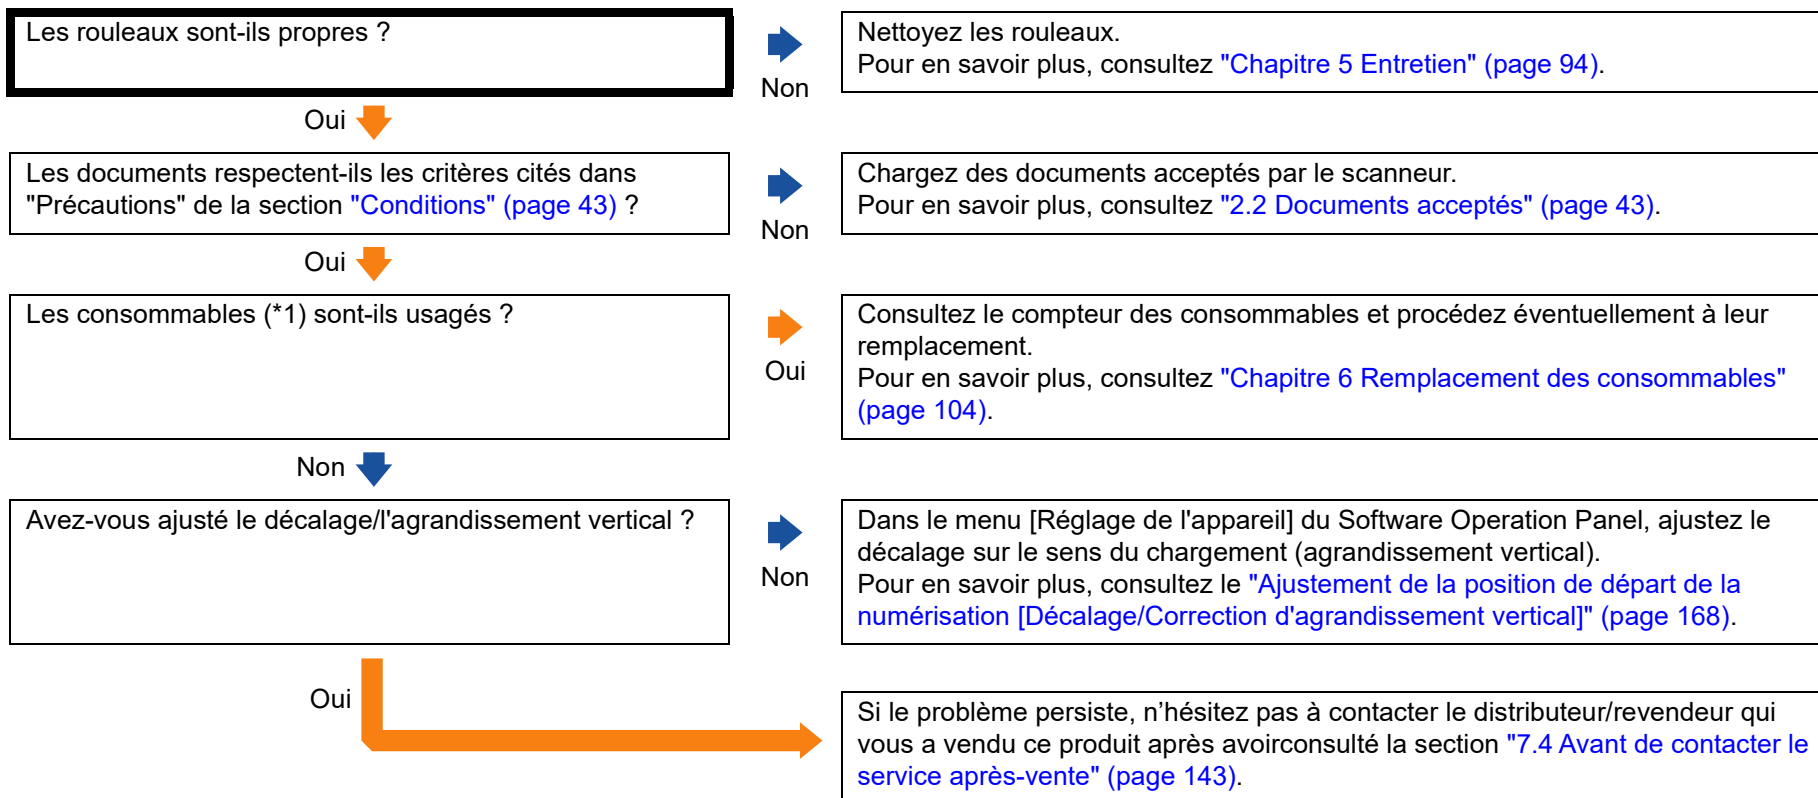 Les rouleaux sont-ils propres ?
Non
Nettoyez les rouleaux.
Pour en savoir plus, consultez "Chapitre 5 Entretien" (page 94).
Oui
Les documents respectent-ils les critères cités dans
"Précautions" de la section "Conditions" (page 43) ?
Non
Chargez des documents acceptés par le scanneur.
Pour en savoir plus, consultez "2.2 Documents acceptés" (page 43).
Oui
Les consommables (*1) sont-ils usagés ?
Oui
Consultez le compteur des consommables et procédez éventuellement à leur
remplacement.
Pour en savoir plus, consultez "Chapitre 6 Remplacement des consommables"
(page 104).
Non
Avez-vous ajusté le décalage/l'agrandissement vertical ?
Non
Dans le menu [Réglage de l'appareil] du Software Operation Panel, ajustez le
décalage sur le sens du chargement (agrandissement vertical).
Pour en savoir plus, consultez le "Ajustement de la position de départ de la
numérisation [Décalage/Correction d'agrandissement vertical]" (page 168).
Oui
Si le problème persiste, n’hésitez pas à contacter le distributeur/revendeur qui
vous a vendu ce produit après avoirconsulté la section "7.4 Avant de contacter le
service après-vente" (page 143).